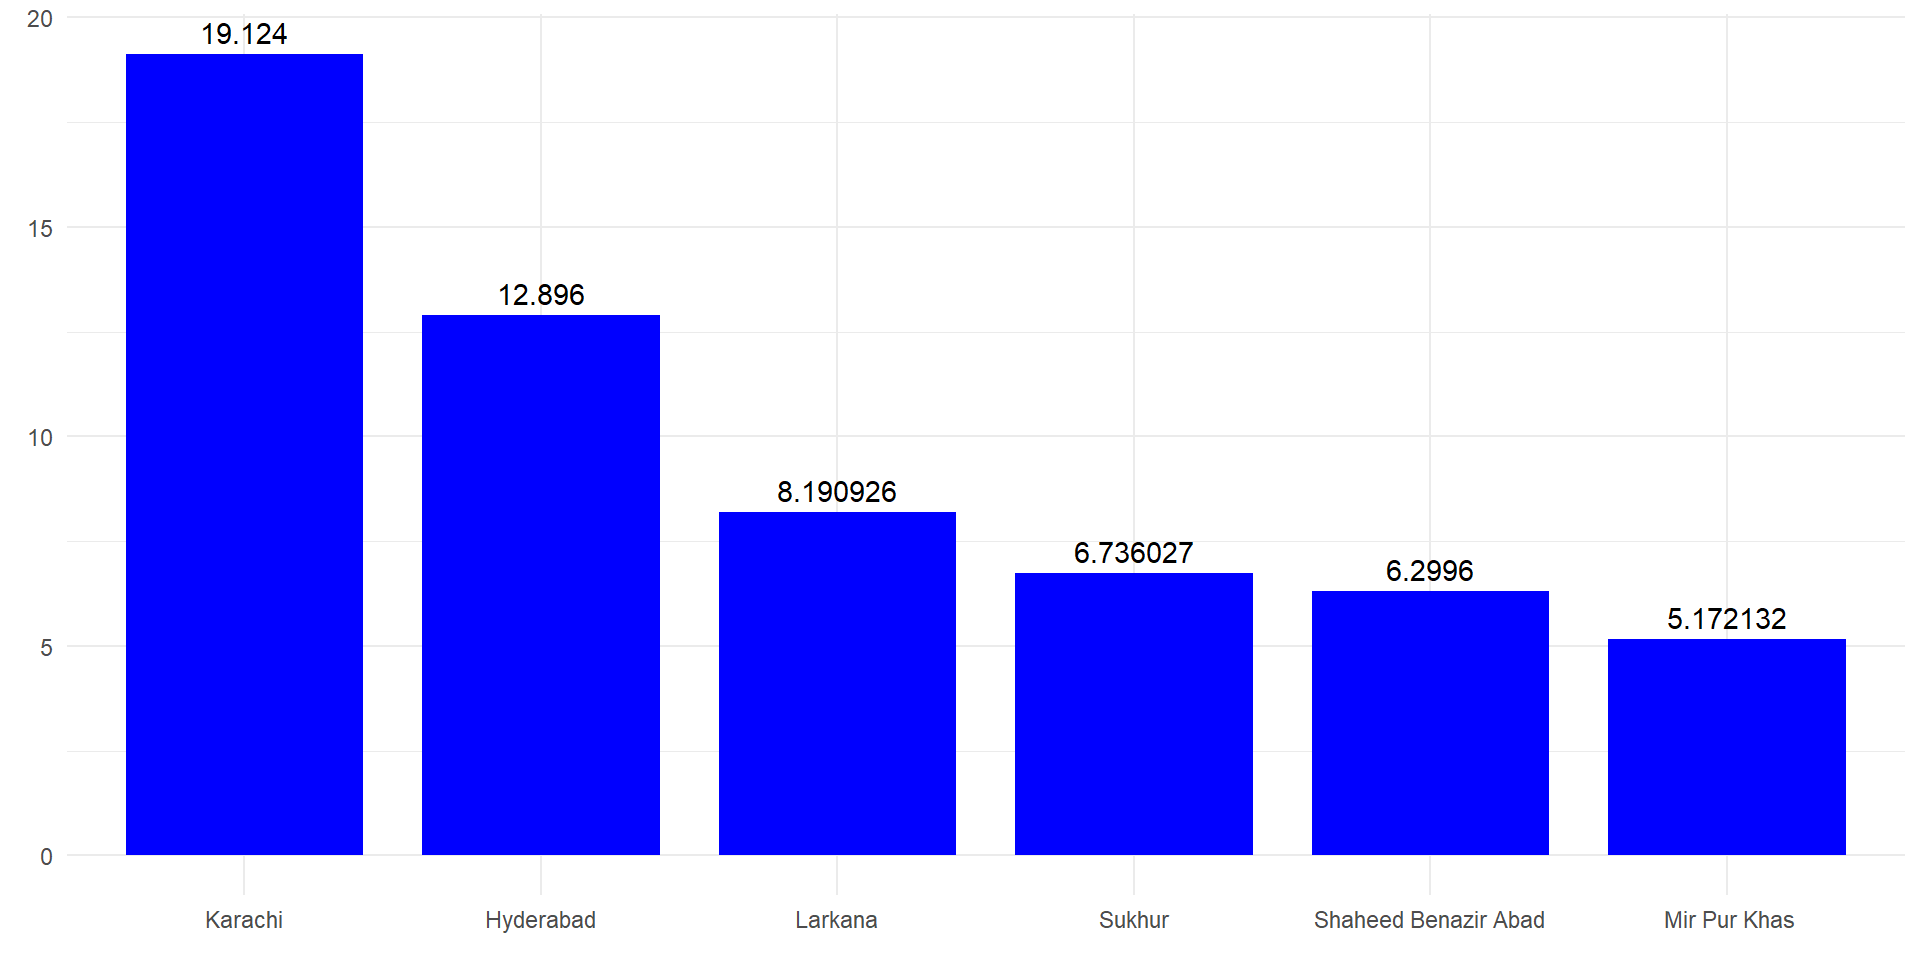 20
19.124
15
12.896
10
8.190926
6.736027
6.2996
5.172132
5
0
Karachi
Hyderabad
Larkana
Sukhur
Shaheed Benazir Abad
Mir Pur Khas